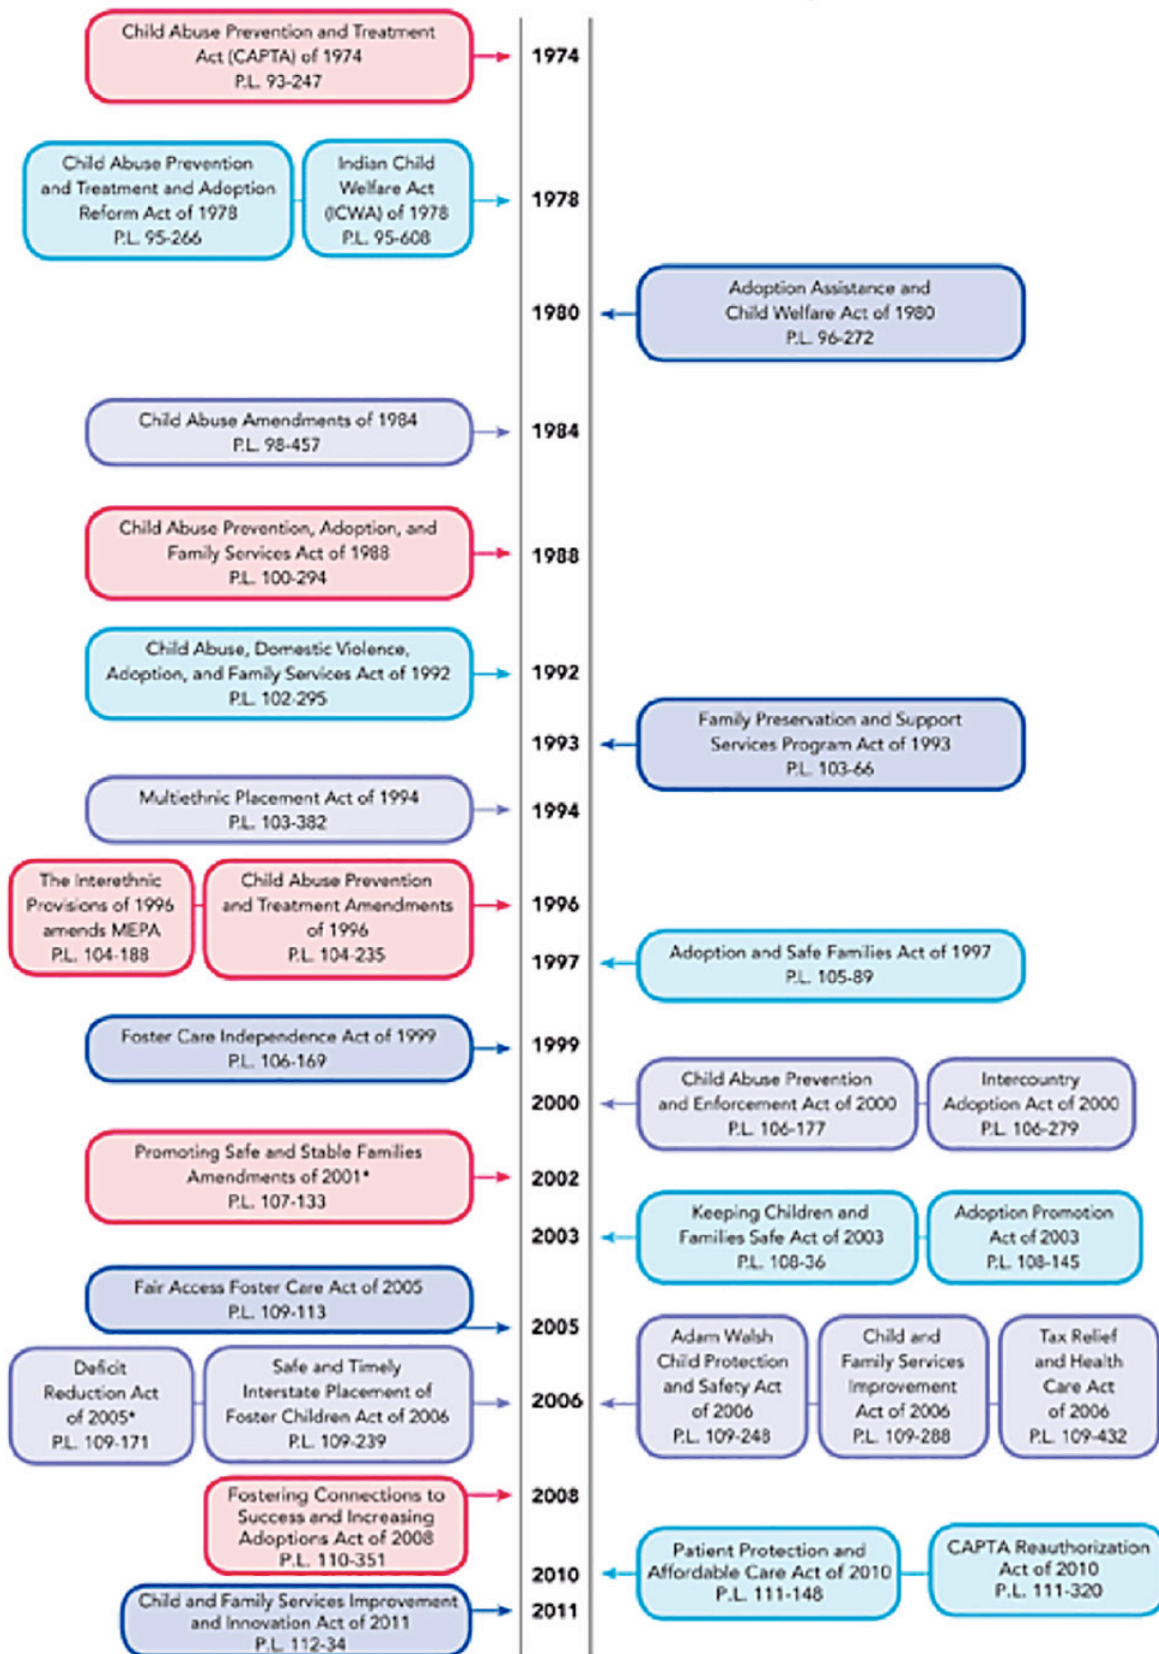 Child Abuse Prevention and Treatment
Act (CAPTA) of 1974
P.L. 93-247
1974
Child Abuse Prevention
and Treatment and Adoption
Reform Act of 1978
P.L. 95-266
Indian Child
Welfare Act
(ICWA) of 1978
P.L. 95-608
1978
Adoption Assistance and
Child Welfare Act of 1980
P.L. 96-272
1980
Child Abuse Amendments of 1984
P.L. 98-457
1984
Child Abuse Prevention, Adoption, and
Family Services Act of 1988
P.L. 100-294
1988
Child Abuse, Domestic Violence,
Adoption, and Family Services Act of 1992
P.L. 102-295
1992
Family Preservation and Support
Services Program Act of 1993
P.L. 103-66
1993
Multiethnic Placement Act of 1994
P.L. 103-382
1994
The Interethnic
Provisions of 1996
amends MEPA
P.L. 104-188
Child Abuse Prevention
and Treatment Amendments
of 1996
P.L. 104-235
1996
Adoption and Safe Families Act of 1997
P.L. 105-89
1997
Foster Care Independence Act of 1999
P.L. 106-169
1999
Child Abuse Prevention
and Enforcement Act of 2000
P.L. 106-177
Intercountry
Adoption Act of 2000
P.L. 106-279
2000
Promoting Safe and Stable Families
Amendments of 2001*
P.L. 107-133
2002
Keeping Children and
Families Safe Act of 2003
P.L. 108-36
Adoption Promotion
Act of 2003
P.L. 108-145
2003
Fair Access Foster Care Act of 2005
P.L. 109-113
2005
Deficit
Reduction Act
of 2005*
P.L. 109-171
Safe and Timely
Interstate Placement of
Foster Children Act of 2006
P.L. 109-239
2006
Adam Walsh
Child Protection
and Safety Act
of 2006
P.L. 109-248
Child and
Family Services
Improvement
Act of 2006
P.L. 109-288
Tax Relief
and Health
Care Act
of 2006
P.L. 109-432
Fostering Connections to
Success and Increasing
Adoptions Act of 2008
P.L. 110-351
2008
Patient Protection and
Affordable Care Act of 2010
P.L. 111-148
CAPTA Reauthorization
Act of 2010
P.L. 111-320
2010
Child and Family Services Improvement
and Innovation Act of 2011
P.L. 112-34
2011